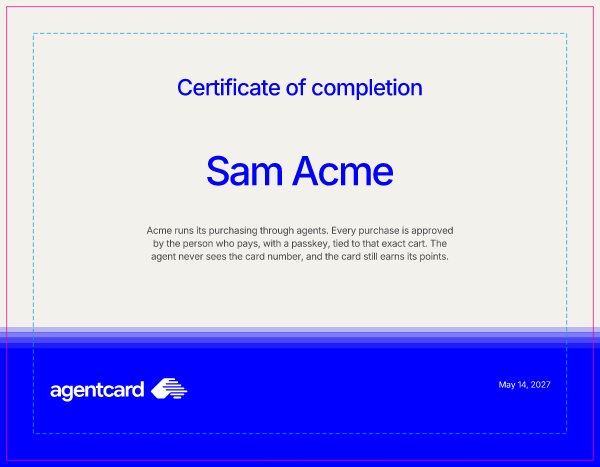 Certificate of completion
Sam Acme
Acme runs its purchasing through agents. Every purchase is approved
by the person who pays, with a passkey, tied to that exact cart. The
agent never sees the card number, and the card still earns its points.
agentcard
May 14, 2027